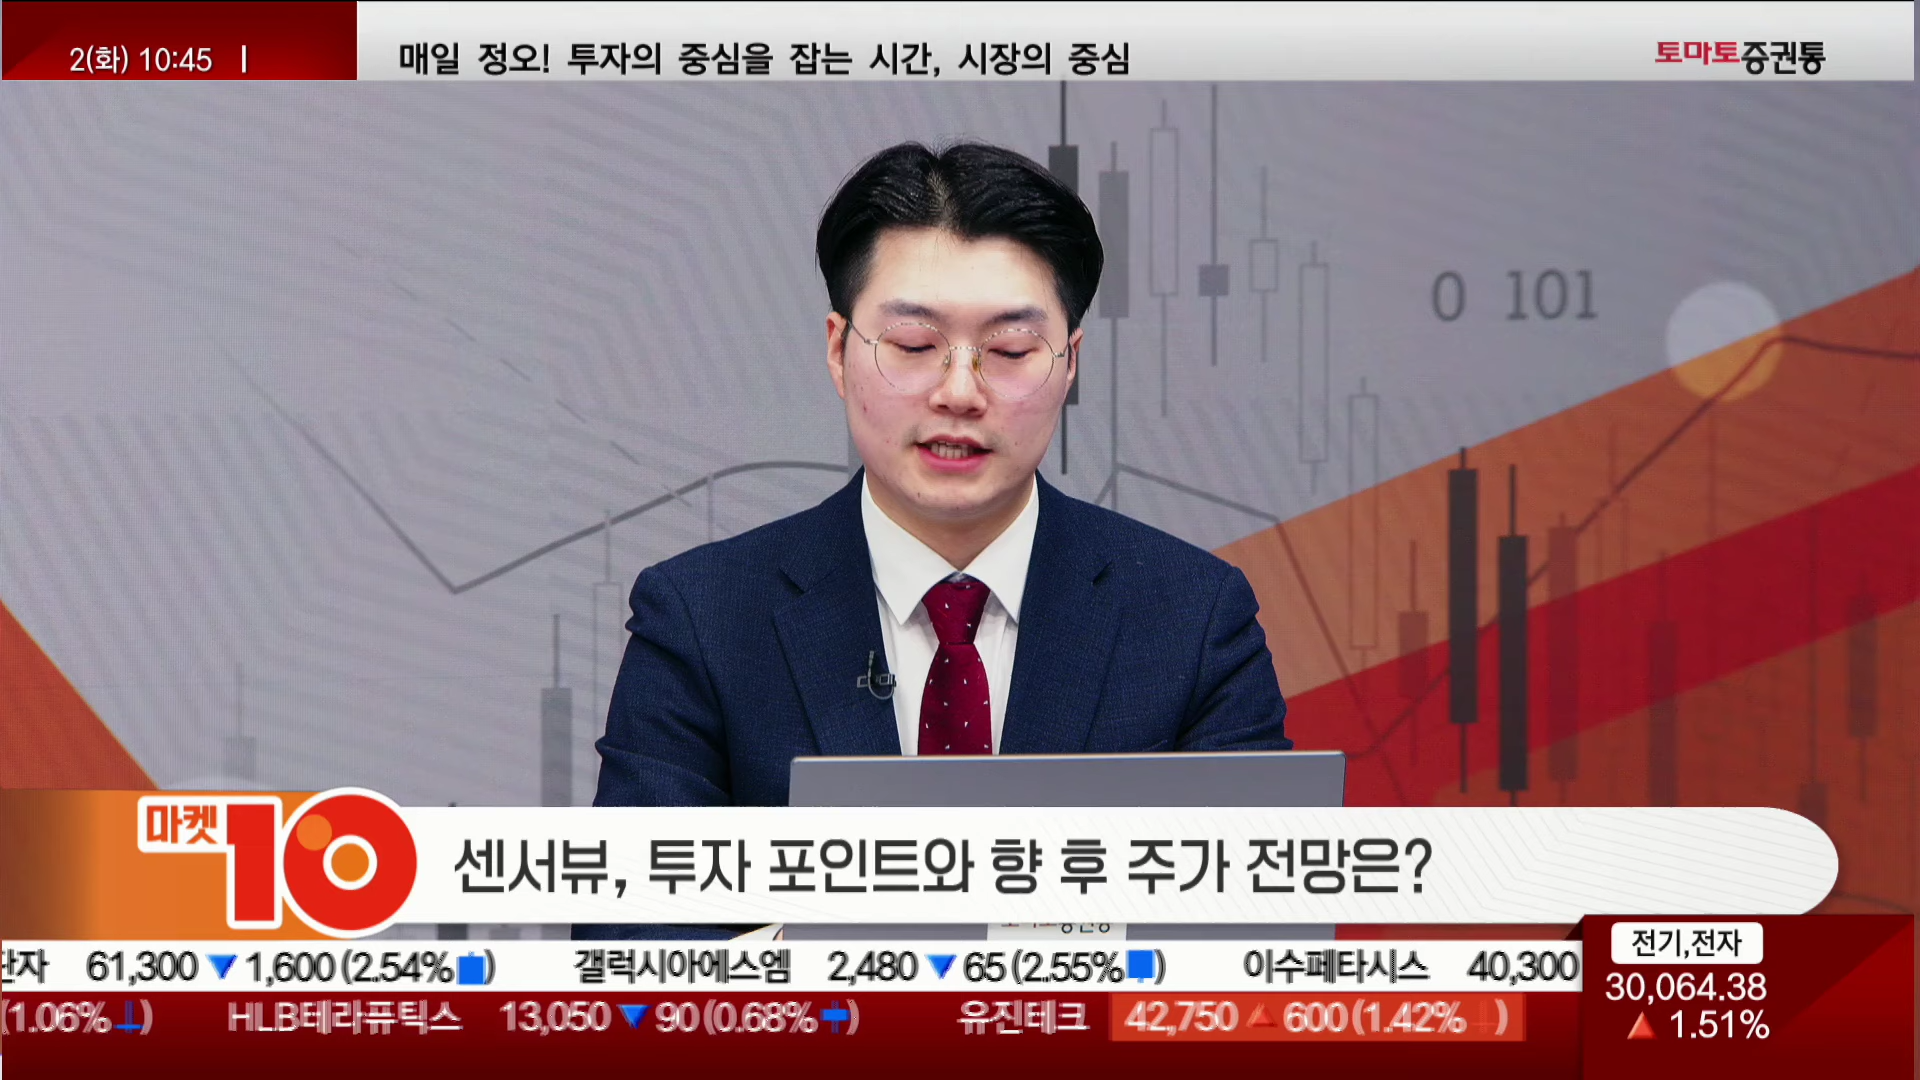 2(화) 10:45
매일 정오! 투자의 중심을 잡는 시간, 시장의 중심
토마토증권통
0 101
마켓 10
센서뷰, 투자 포인트와 향 후 주가 전망은?
61,300 ▼ 1,600 (2.54%) 갤럭시아에스엠 2,480 ▼ 65 (2.55%) 이수페타시스 40,300
(1.06%) HLB테라퓨틱스 13,050 ▼ 90 (0.68%) 유진테크 42,750 ▲ 600 (1.42%)
전기,전자
30,064.38
▲ 1.51%